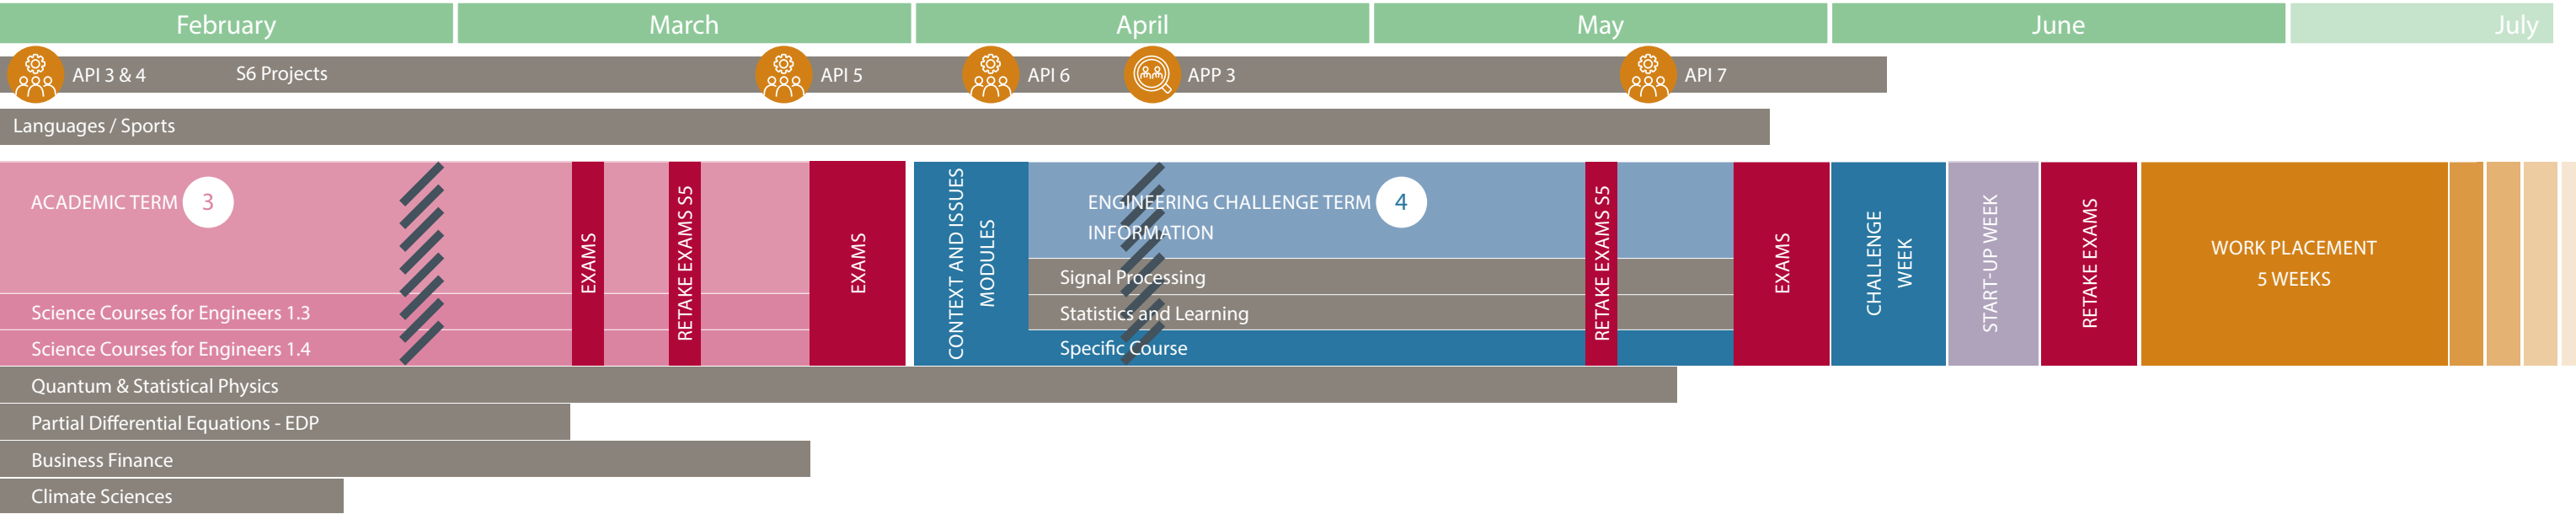 February
March
April
May
June
July
API 3 & 4
S6 Projects
API 5
API 6
APP 3
API 7
Languages / Sports
ACADEMIC TERM 3
Science Courses for Engineers 1.3
Science Courses for Engineers 1.4
EXAMS
RETAKE EXAMS S5
EXAMS
CONTEXT AND ISSUES
MODULES
ENGINEERING CHALLENGE TERM 4
INFORMATION
Signal Processing
Statistics and Learning
Specific Course
RETAKE EXAMS S5
EXAMS
CHALLENGE
WEEK
START-UP WEEK
RETAKE EXAMS
WORK PLACEMENT
5 WEEKS
Quantum & Statistical Physics
Partial Differential Equations - EDP
Business Finance
Climate Sciences